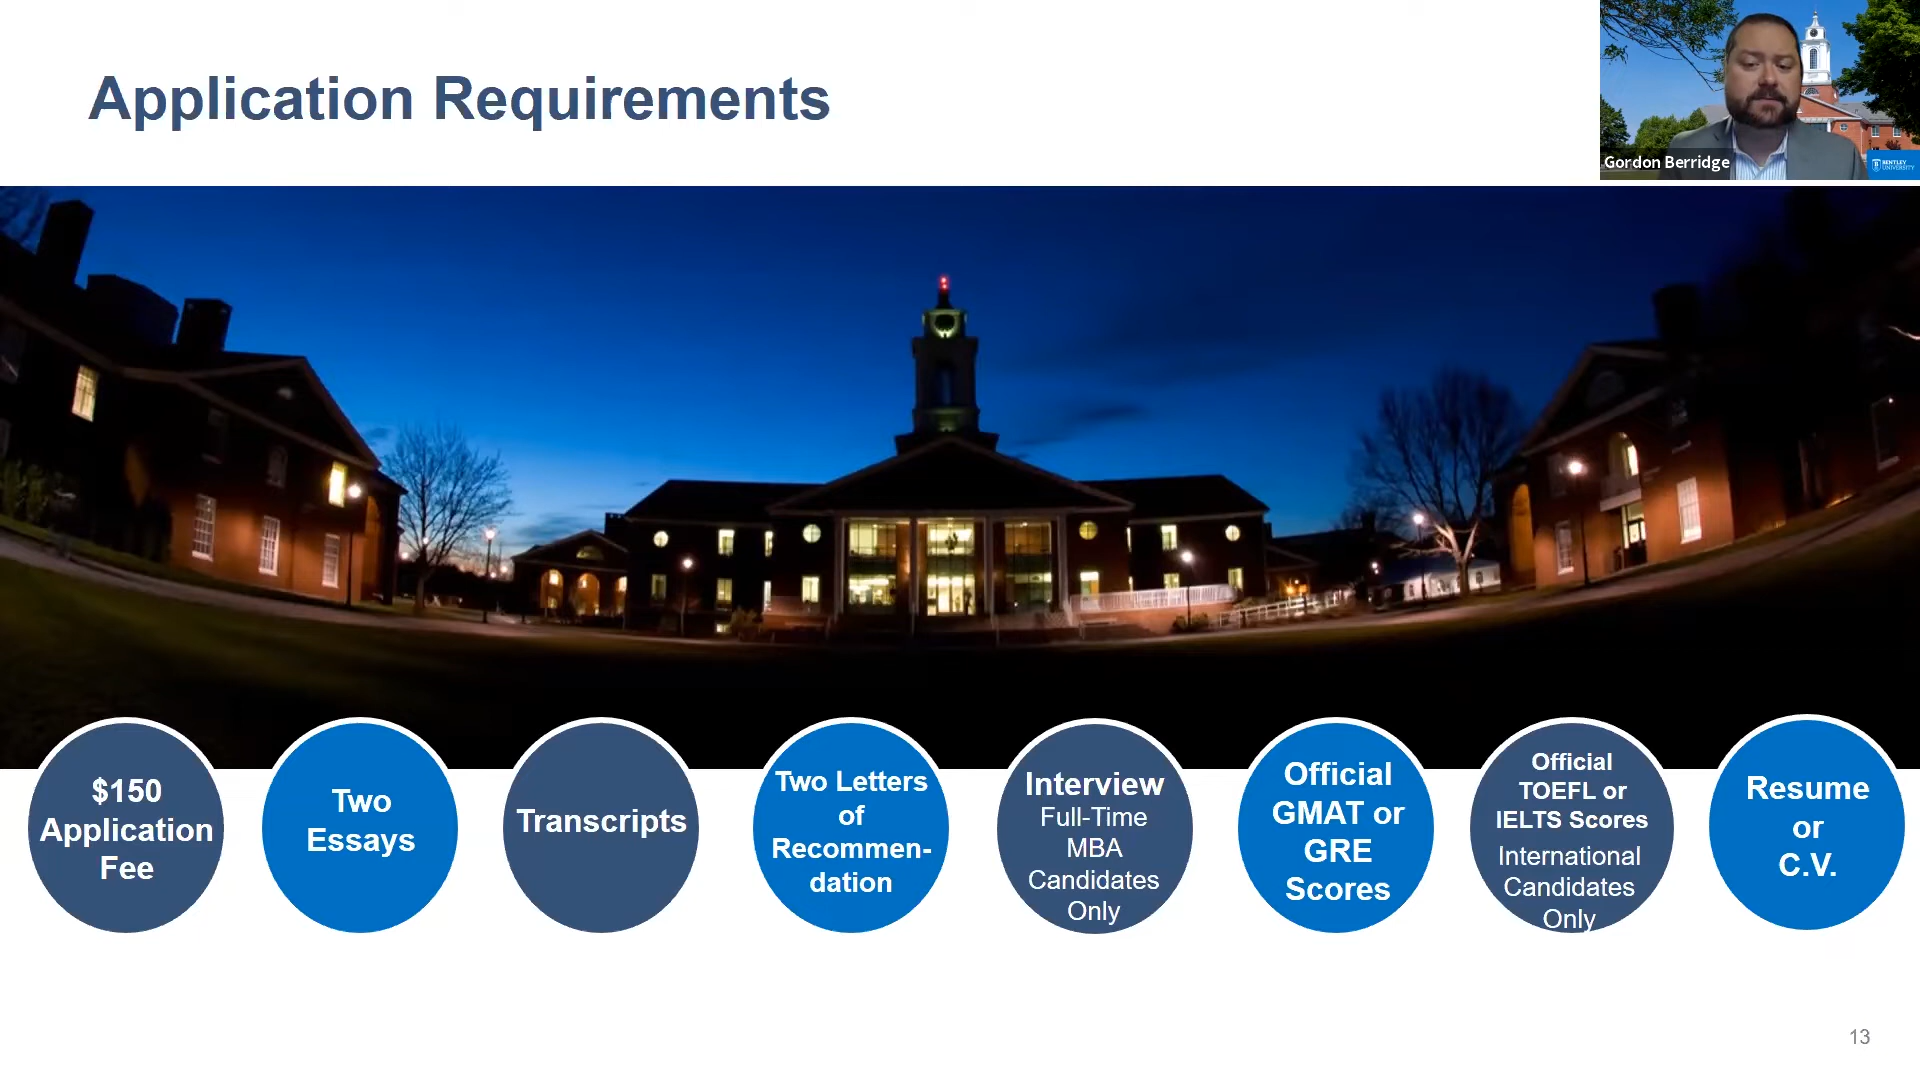 Application Requirements
Gordon Berridge
BENTLEY
UNIVERSITY
$150
Application
Fee
Two
Essays
Transcripts
Two Letters
of
Recommen-
dation
Interview
Full-Time
MBA
Candidates
Only
Official
GMAT or
GRE
Scores
Official
TOEFL or
IELTS Scores
International
Candidates
Only
Resume
or
C.V.
13